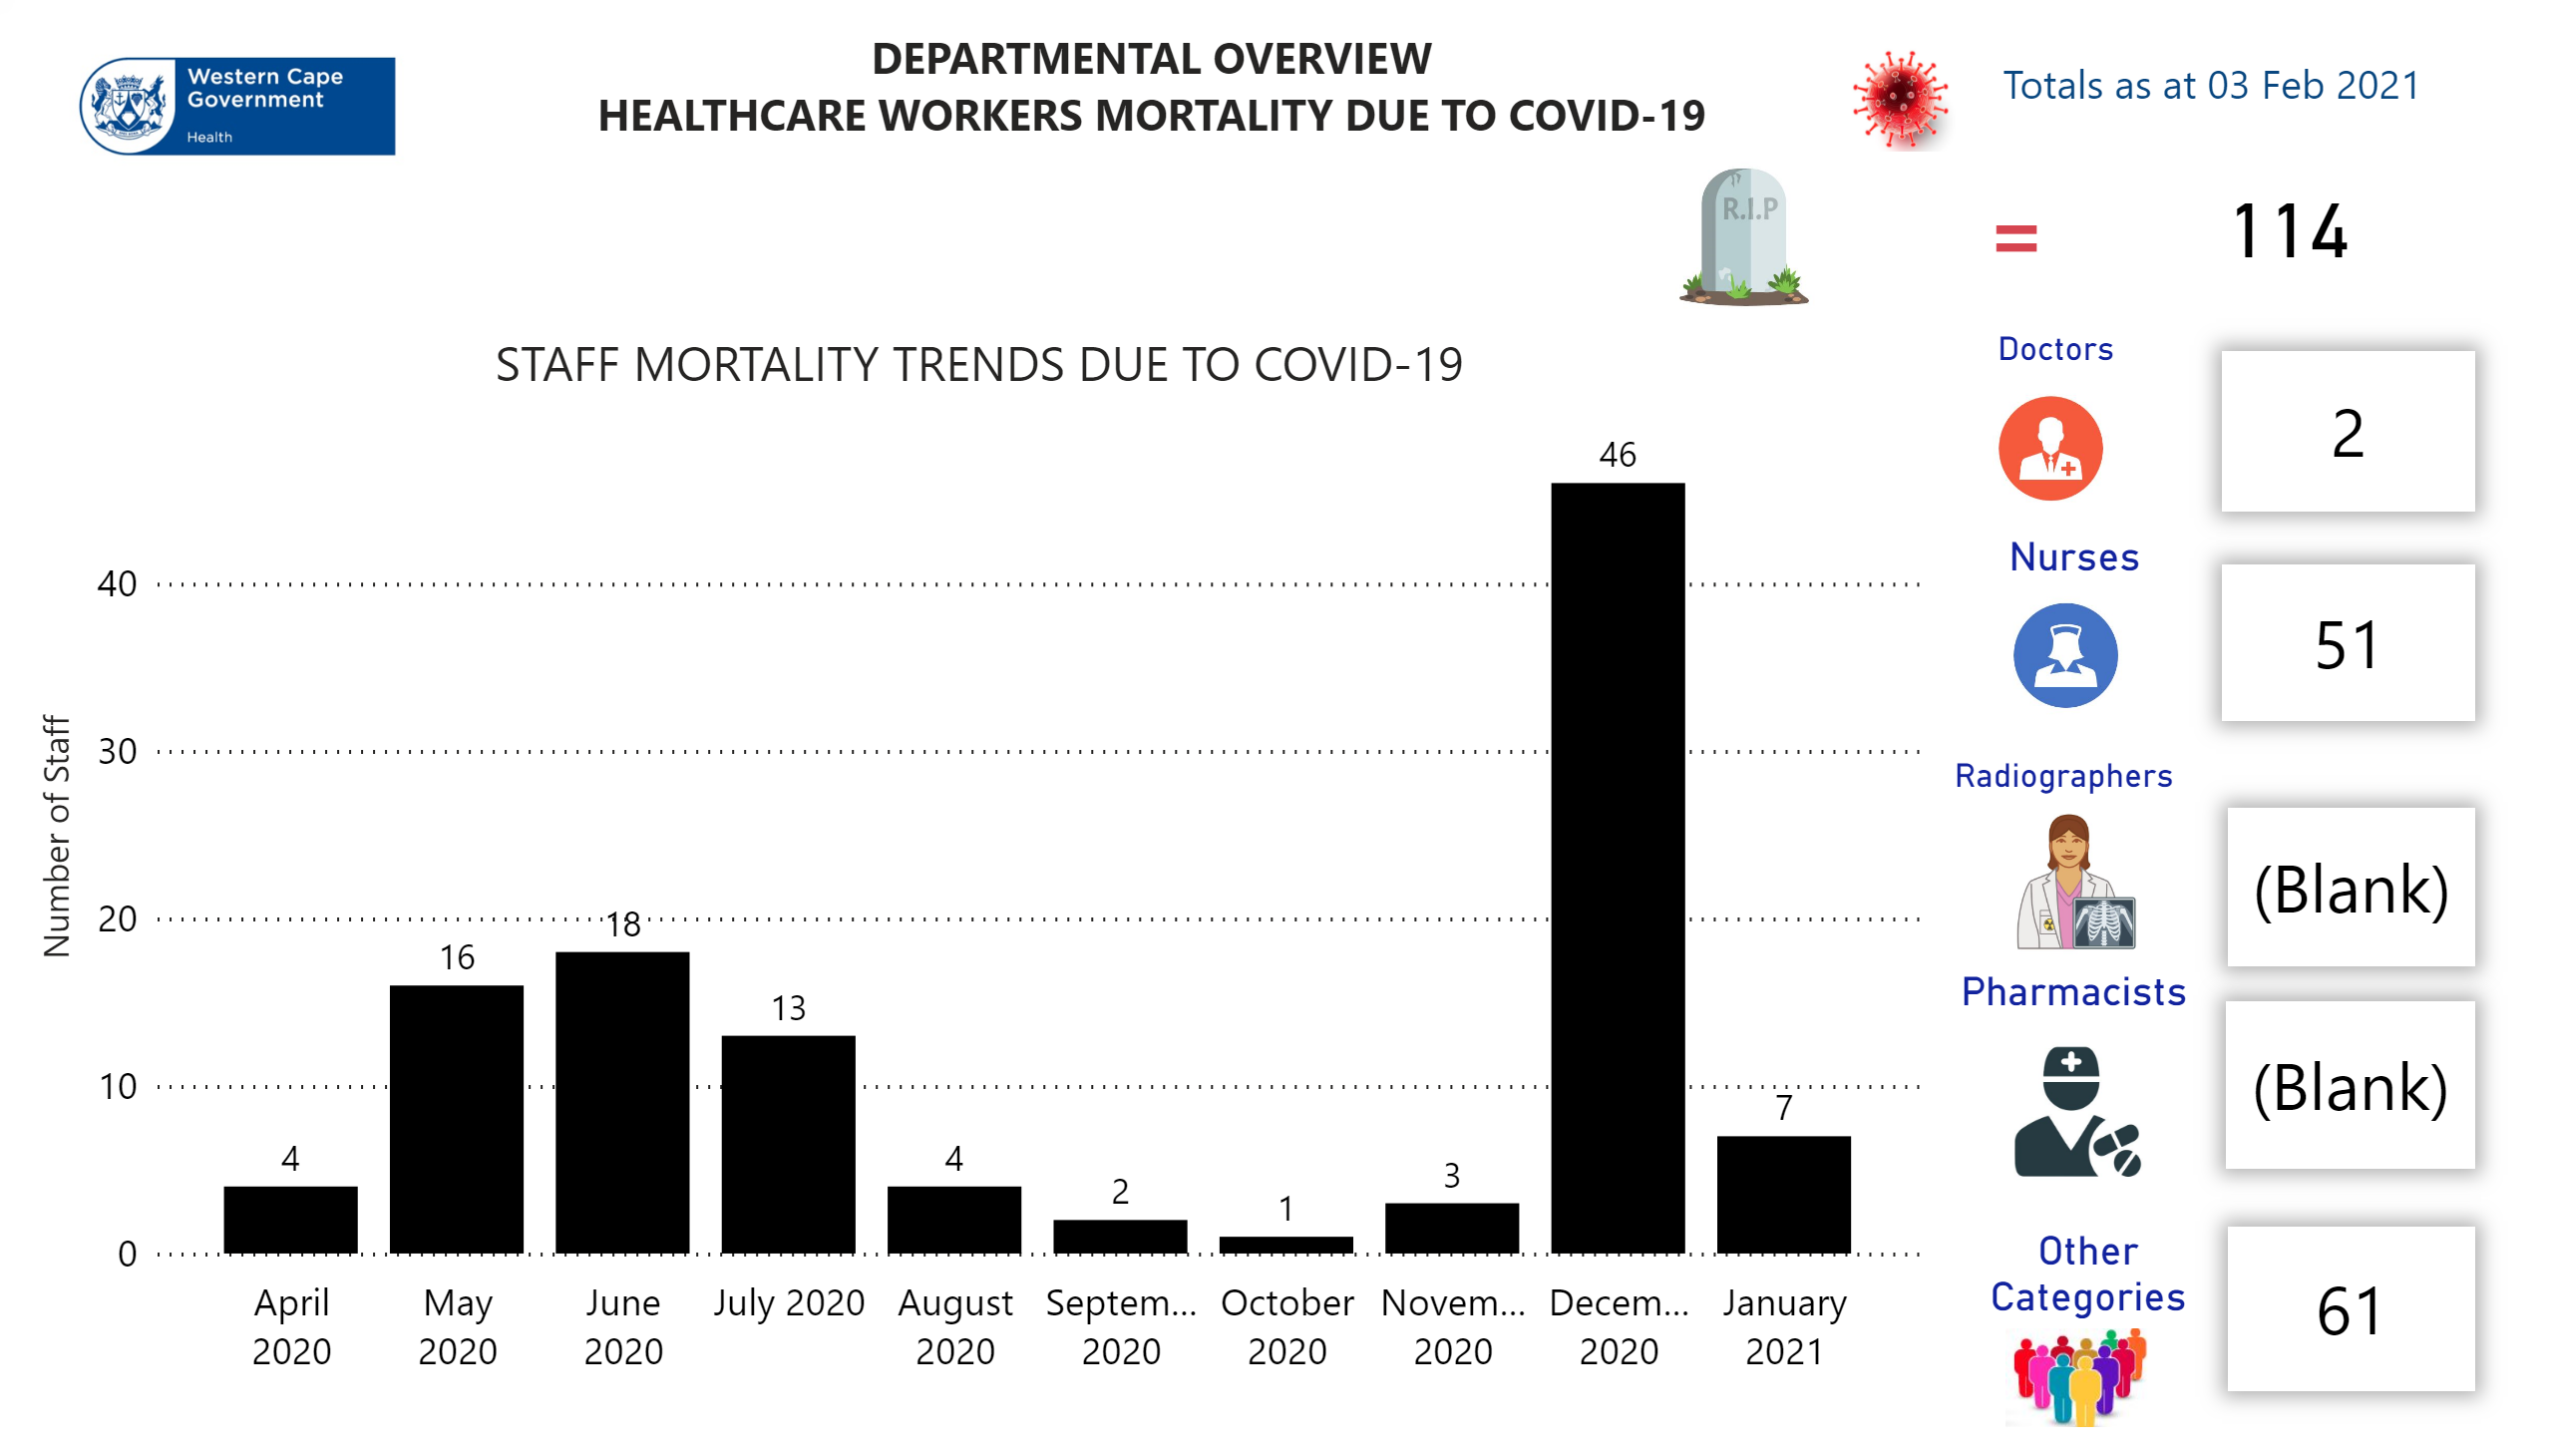 DEPARTMENTAL OVERVIEW
HEALTHCARE WORKERS MORTALITY DUE TO COVID-19
Western Cape
Government
Health
Totals as at 03 Feb 2021
R.I.P
=
114
STAFF MORTALITY TRENDS DUE TO COVID-19
Number of Staff
40
30
20
10
0
4
16
18
13
4
2
1
3
46
7
April
2020
May
2020
June
2020
July 2020
August
2020
Septem...
2020
October
2020
Novem...
2020
Decem...
2020
January
2021
Doctors
2
Nurses
51
Radiographers
(Blank)
Pharmacists
(Blank)
Other
Categories
61